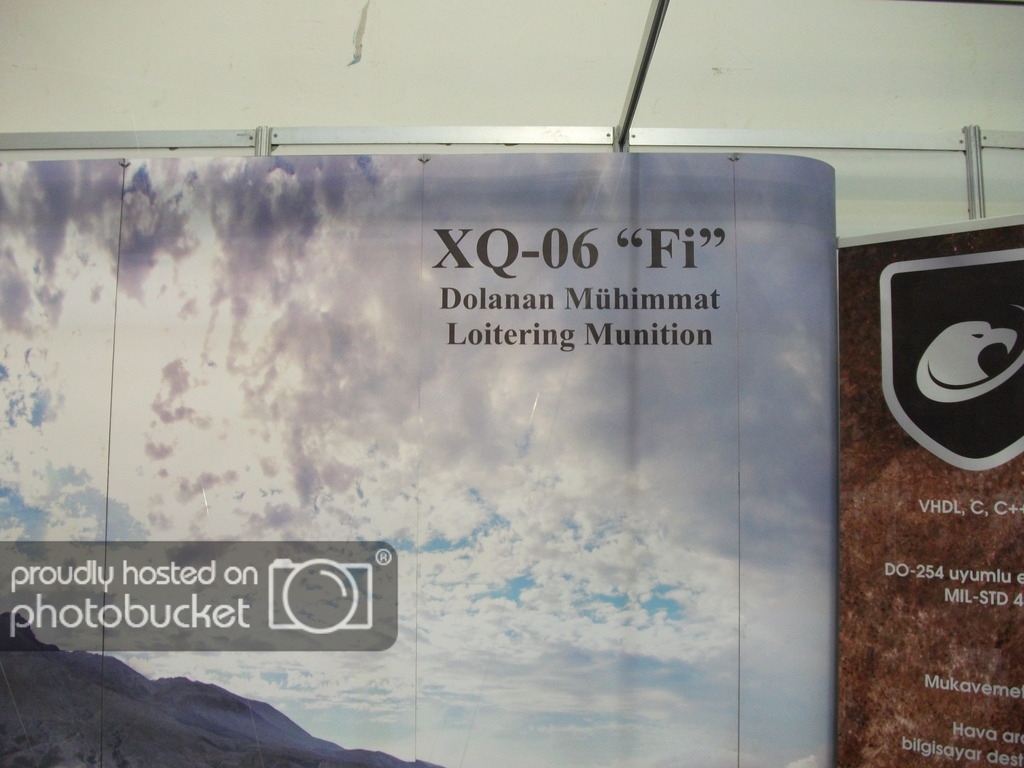 XQ-06 “Fi”
Dolanan Mühimmat
Loitering Munition
VHDL, C, C++
DO-254 uyumlu
MIL-STD
Hava
bilgisayar
proudly hosted on
photobucket
®